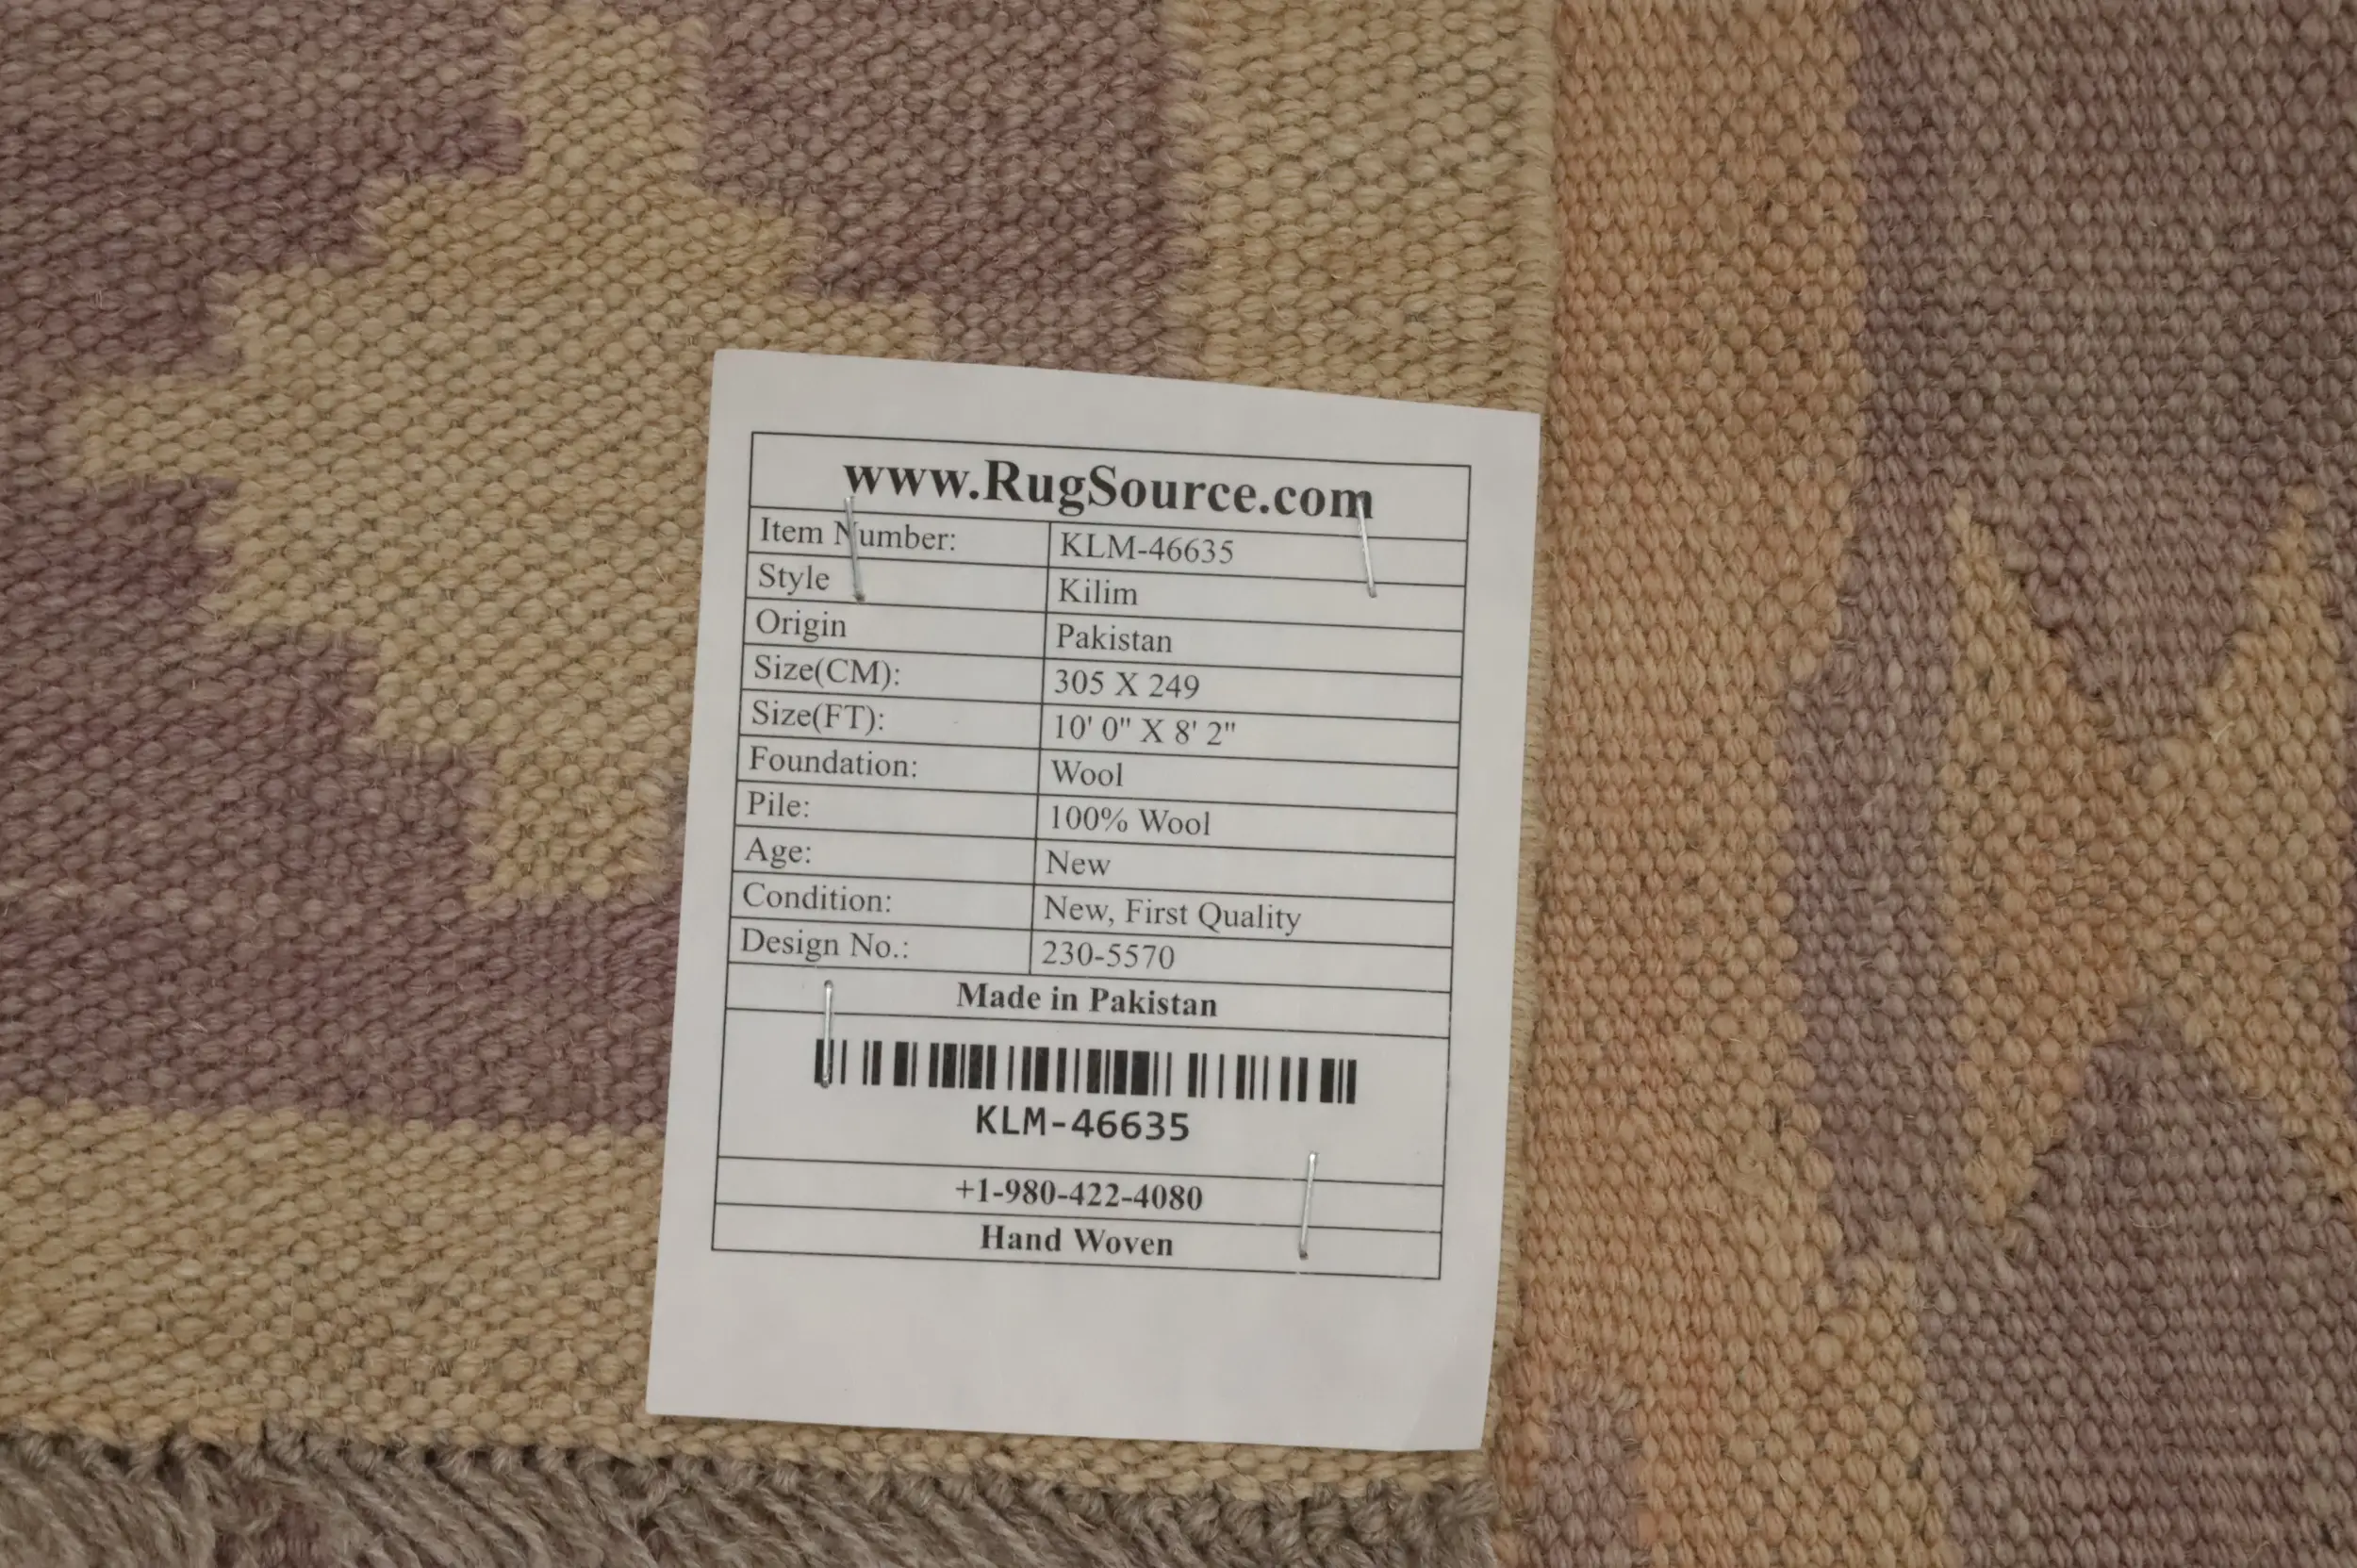 www.RugSource.com
Item Number: KLM-46635
Style Kilim
Origin Pakistan
Size(CM): 305 X 249
Size(FT): 10' 0" X 8' 2"
Foundation: Wool
Pile: 100% Wool
Age: New
Condition: New, First Quality
Design No.: 230-5570
Made in Pakistan
KLM-46635
+1-980-422-4080
Hand Woven